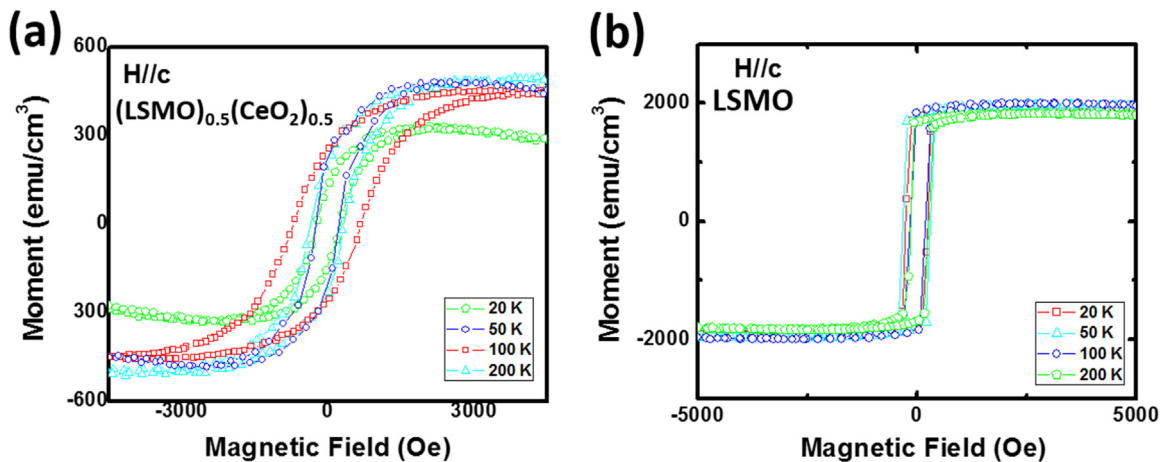 (a)
H//c
(LSMO)0.5(CeO2)0.5
Moment (emu/cm3)
600
300
0
300
-600
-3000
0
3000
Magnetic Field (Oe)
20 K
50 K
100 K
200 K
(b)
H//c
LSMO
Moment (emu/cm3)
2000
0
-2000
-5000
0
5000
Magnetic Field (Oe)
20 K
50 K
100 K
200 K